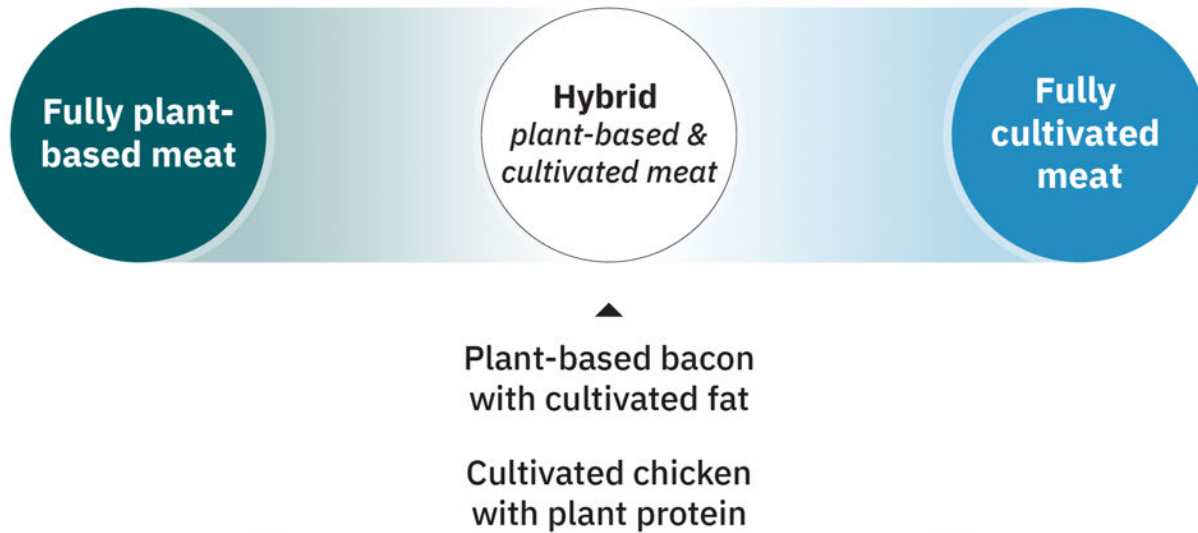 Fully plant-
based meat
Hybrid
plant-based &
cultivated meat
Fully
cultivated
meat
Plant-based bacon
with cultivated fat
Cultivated chicken
with plant protein